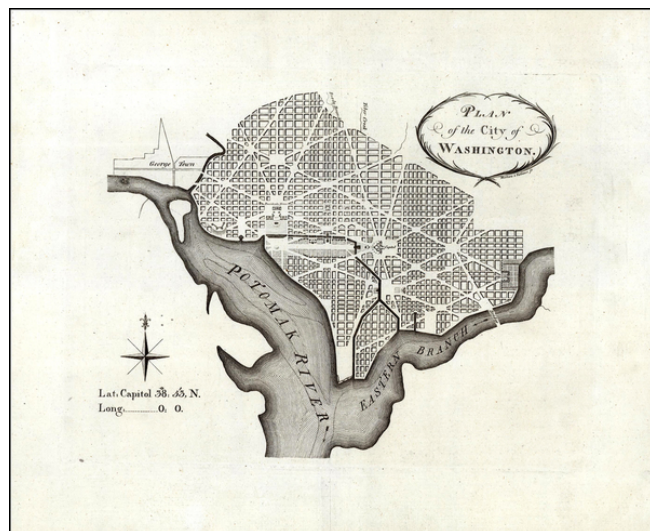 PLAN
of the City of
WASHINGTON.
George Town
POTOMAK RIVER
EASTERN BRANCH
Lat. Capitol 38: 53, N.
Long. 0: 0.